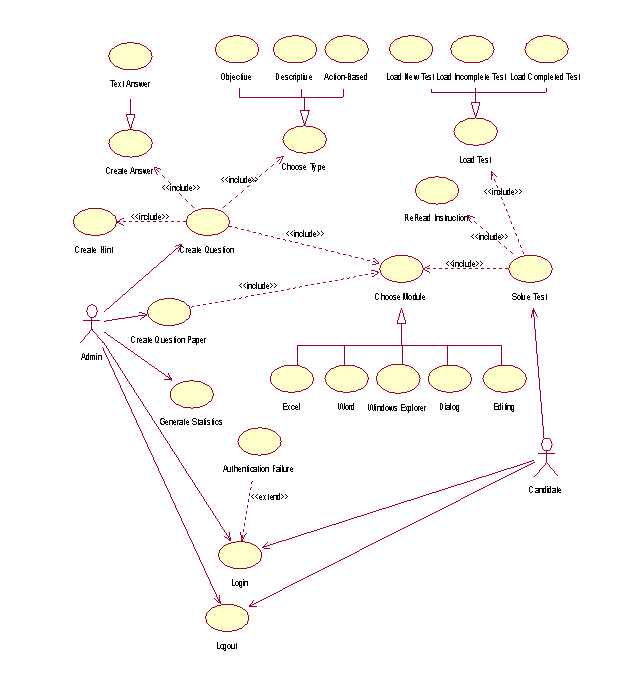 Text Answer
Objective
Descriptive
Action-Based
Load New Test
Load Incomplete Test
Load Completed Test
Create Answer
Choose Type
Load Test
<<include>>
<<include>>
<<include>>
ReRead Instruction
<<include>>
<<include>>
<<include>>
Create Hint
Create Question
<<include>>
<<include>>
Choose Module
Solve Test
Create Question Paper
Admin
Excel
Word
Windows Explorer
Dialog
Editing
Generate Statistics
Authentication Failure
<<extend>>
Candidate
Login
Logout